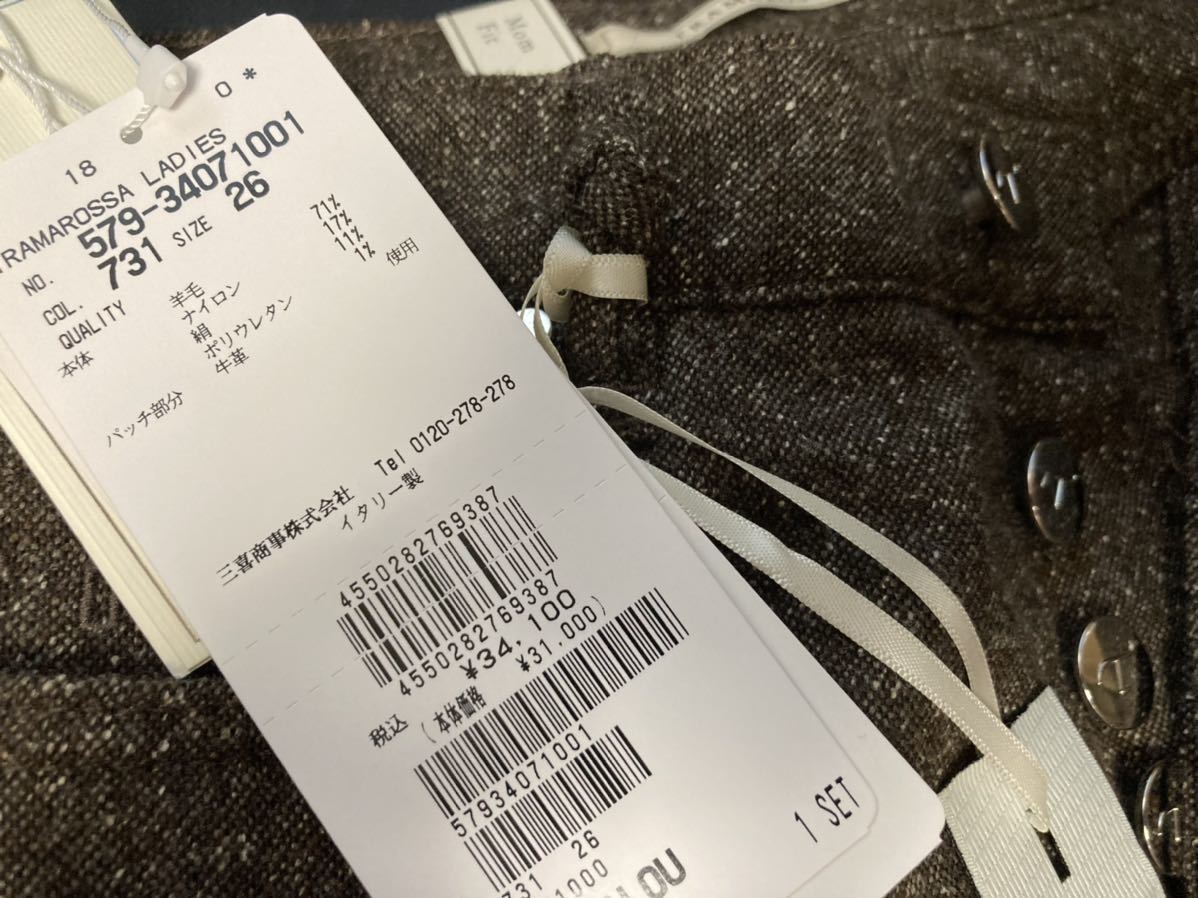 Mom
Fit
18 0 *
TRAMAROSSA LADIES
NO. 579-34071001
COL. 731 SIZE 26
QUALITY
本体 羊毛 71%
ナイロン 17%
絹 11%
ポリウレタン 1%
パッチ部分 牛革 使用
三喜商事株式会社 Tel 0120-278-278
イタリー製
4550282769387
4550282769387
税込 ¥34,100
(本体価格 ¥31,000)
57934071001
731 26
1 SET